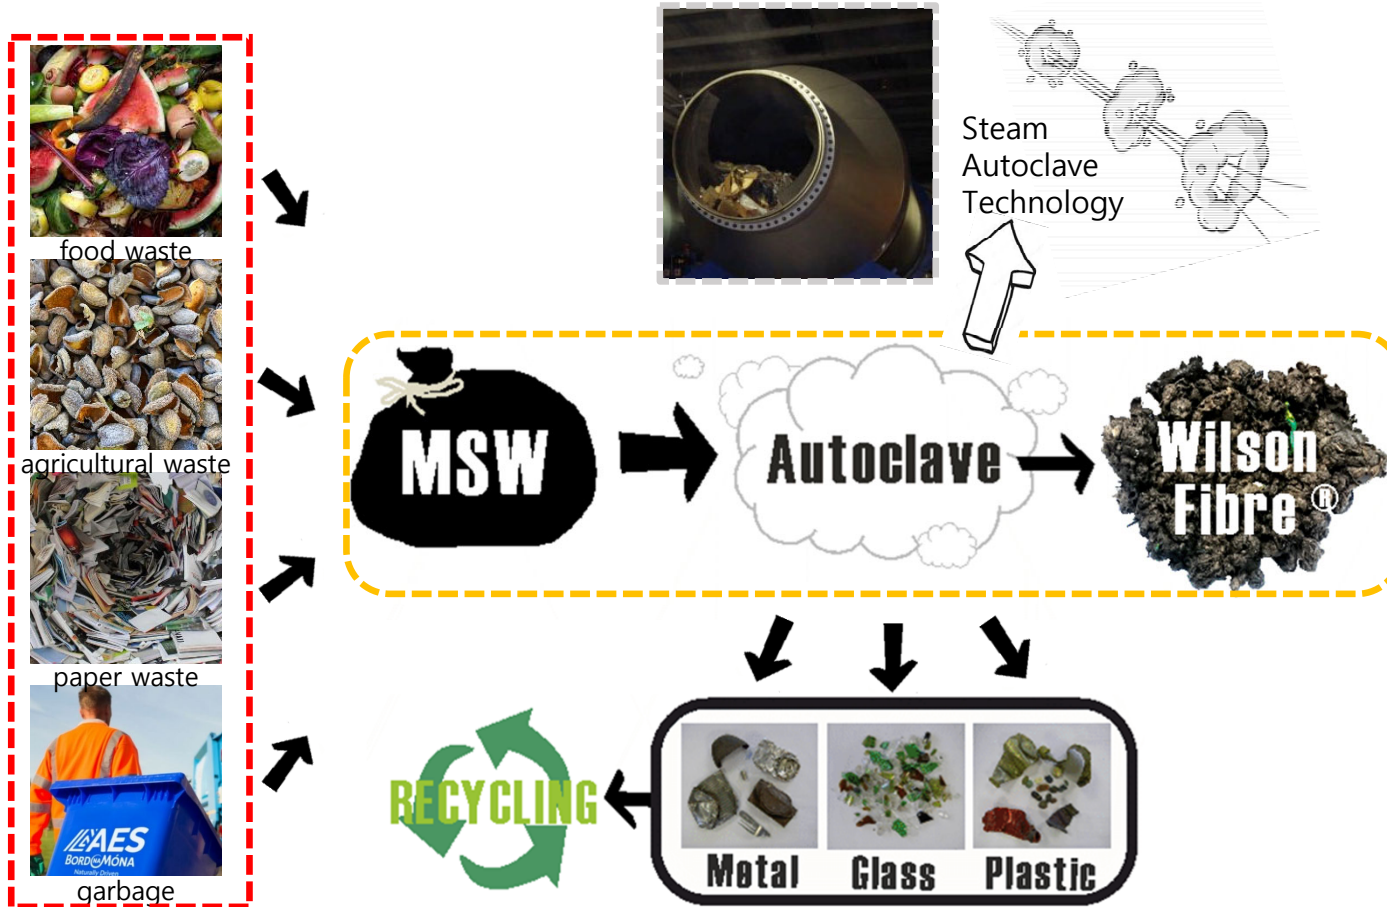 food waste
agricultural waste
paper waste
AES
BORD NA MÓNA
Naturally Driven
garbage
Steam
Autoclave
Technology
MSW
Autoclave
Wilson
Fibre ®
RECYCLING
Metal
Glass
Plastic